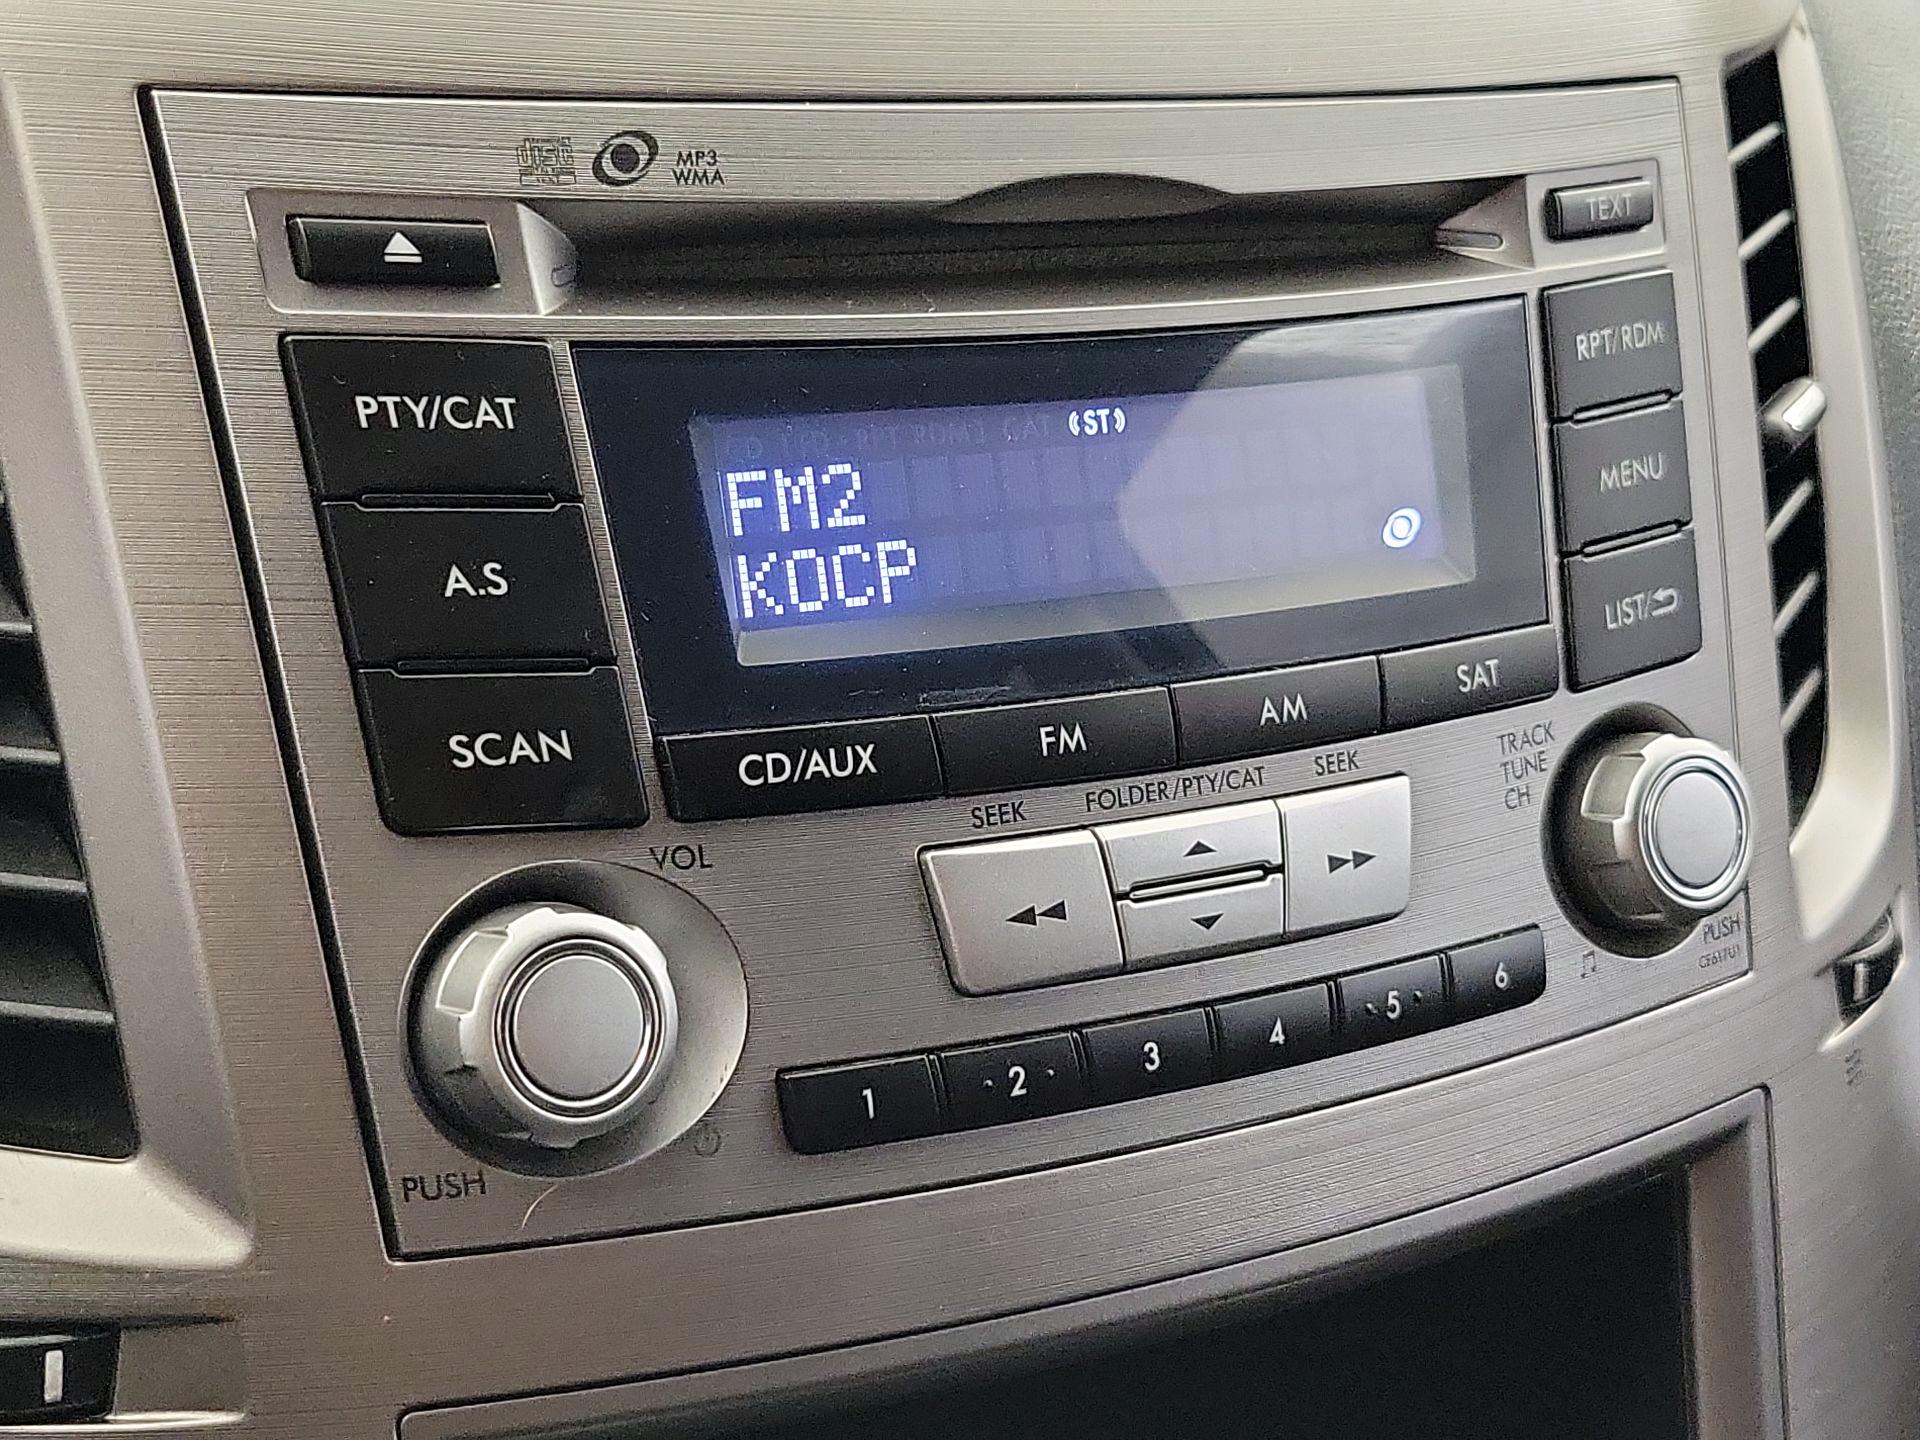 disc
MP3
WMA
TEXT
RPT/RDM
PTY/CAT
(ST)
FM2
KOCP
MENU
A.S
LIST/
SCAN
CD/AUX
FM
AM
SAT
SEEK
FOLDER/PTY/CAT
SEEK
TRACK
TUNE
CH
VOL
PUSH
1
2
3
4
5
6
PUSH